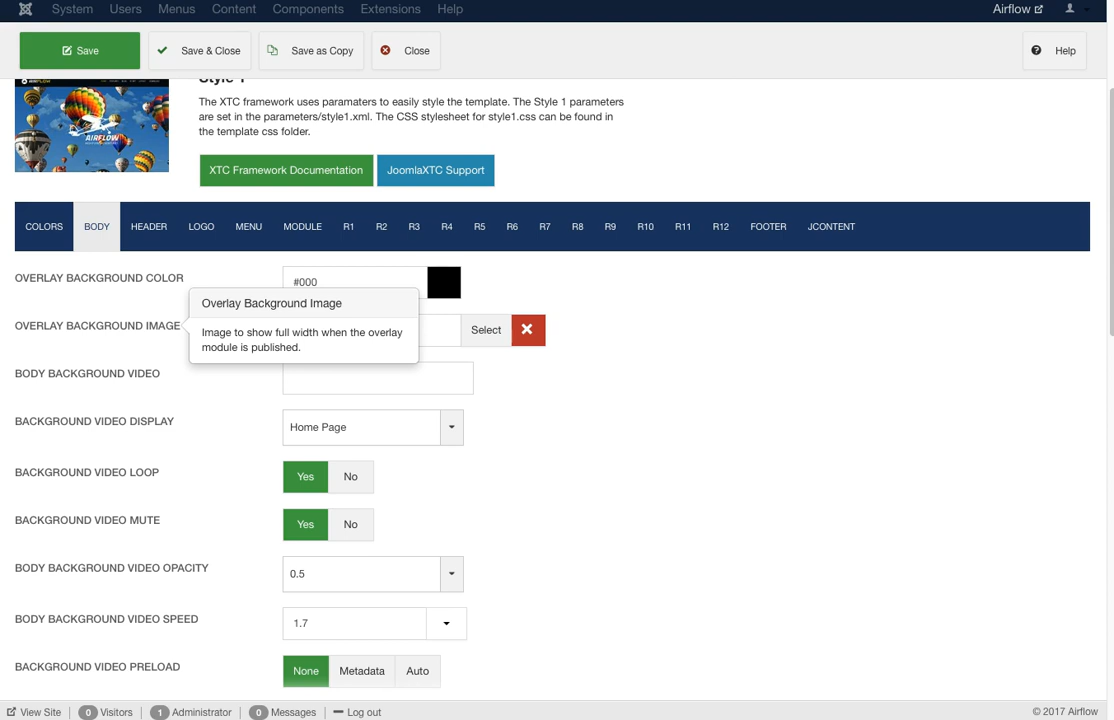 System Users Menus Content Components Extensions Help Airflow
Save Save & Close Save as Copy Close Help
Style 1
AIRFLOW
The XTC framework uses paramaters to easily style the template. The Style 1 parameters
are set in the parameters/style1.xml. The CSS stylesheet for style1.css can be found in
the template css folder.
XTC Framework Documentation JoomlaXTC Support
COLORS BODY HEADER LOGO MENU MODULE R1 R2 R3 R4 R5 R6 R7 R8 R9 R10 R11 R12 FOOTER JCONTENT
OVERLAY BACKGROUND COLOR #000
Overlay Background Image
OVERLAY BACKGROUND IMAGE Select
Image to show full width when the overlay
module is published.
BODY BACKGROUND VIDEO
BACKGROUND VIDEO DISPLAY Home Page
BACKGROUND VIDEO LOOP Yes No
BACKGROUND VIDEO MUTE Yes No
BODY BACKGROUND VIDEO OPACITY 0.5
BODY BACKGROUND VIDEO SPEED 1.7
BACKGROUND VIDEO PRELOAD None Metadata Auto
View Site 0 Visitors 1 Administrator 0 Messages Log out © 2017 Airflow